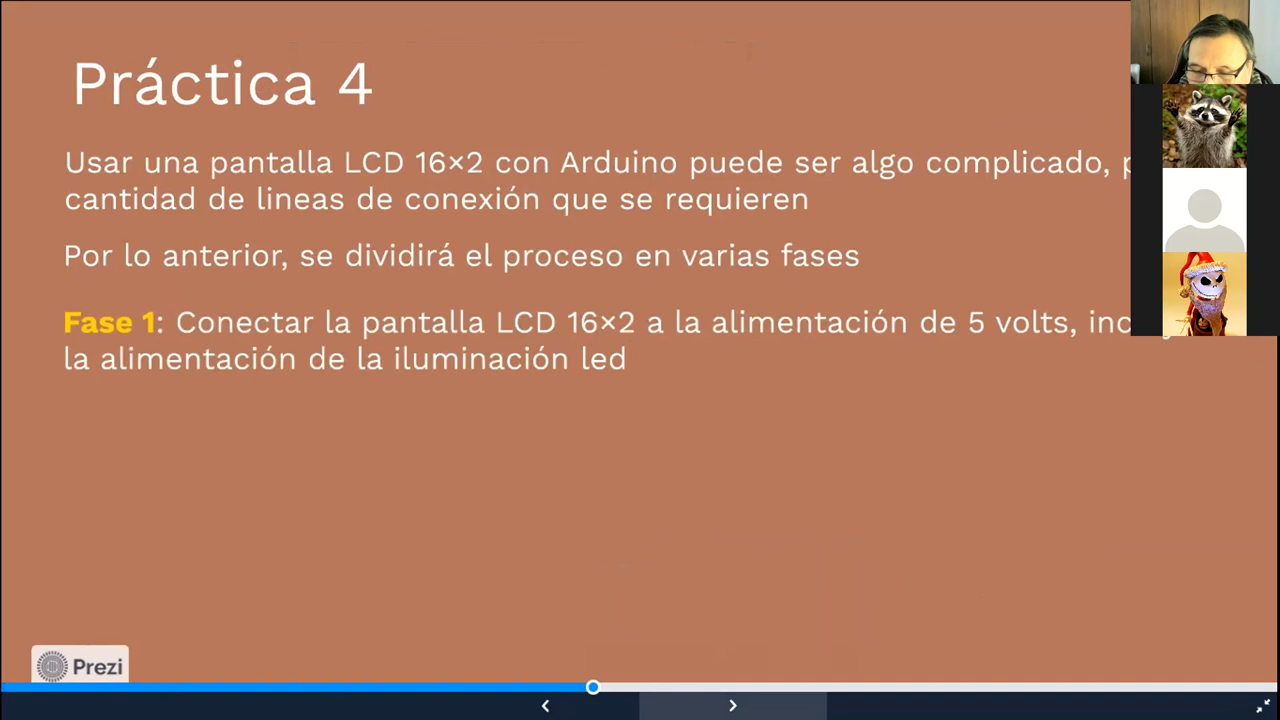 Práctica 4
Usar una pantalla LCD 16×2 con Arduino puede ser algo complicado,
cantidad de lineas de conexión que se requieren
Por lo anterior, se dividirá el proceso en varias fases
Fase 1: Conectar la pantalla LCD 16×2 a la alimentación de 5 volts,
la alimentación de la iluminación led
Prezi